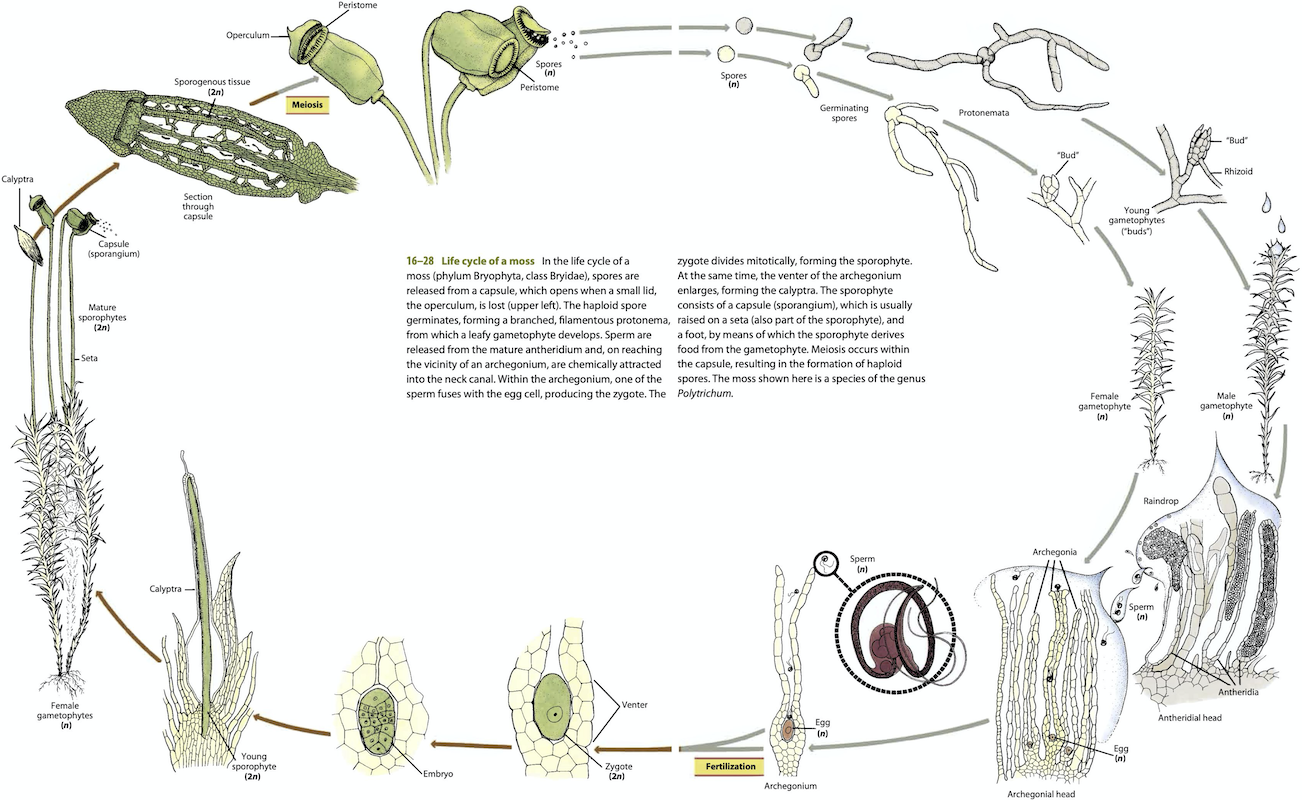 Peristome
Operculum
Sporogenous tissue
(2n)
Meiosis
Spores
(n)
Peristome
Spores
(n)
Germinating
spores
Protonemata
"Bud"
"Bud"
Rhizoid
Young
gametophytes
("buds")
Calyptra
Section
through
capsule
Capsule
(sporangium)
Mature
sporophytes
(2n)
Seta
16–28 Life cycle of a moss In the life cycle of a
moss (phylum Bryophyta, class Bryidae), spores are
released from a capsule, which opens when a small lid,
the operculum, is lost (upper left). The haploid spore
germinates, forming a branched, filamentous protonema,
from which a leafy gametophyte develops. Sperm are
released from the mature antheridium and, on reaching
the vicinity of an archegonium, are chemically attracted
into the neck canal. Within the archegonium, one of the
sperm fuses with the egg cell, producing the zygote. The
zygote divides mitotically, forming the sporophyte.
At the same time, the venter of the archegonium
enlarges, forming the calyptra. The sporophyte
consists of a capsule (sporangium), which is usually
raised on a seta (also part of the sporophyte), and
a foot, by means of which the sporophyte derives
food from the gametophyte. Meiosis occurs within
the capsule, resulting in the formation of haploid
spores. The moss shown here is a species of the genus
Polytrichum.
Female
gametophyte
(n)
Male
gametophyte
(n)
Raindrop
Archegonia
Sperm
(n)
Sperm
(n)
Antheridia
Antheridial head
Egg
(n)
Archegonial head
Egg
(n)
Archegonium
Fertilization
Venter
Zygote
(2n)
Embryo
Calyptra
Young
sporophyte
(2n)
Female
gametophytes
(n)